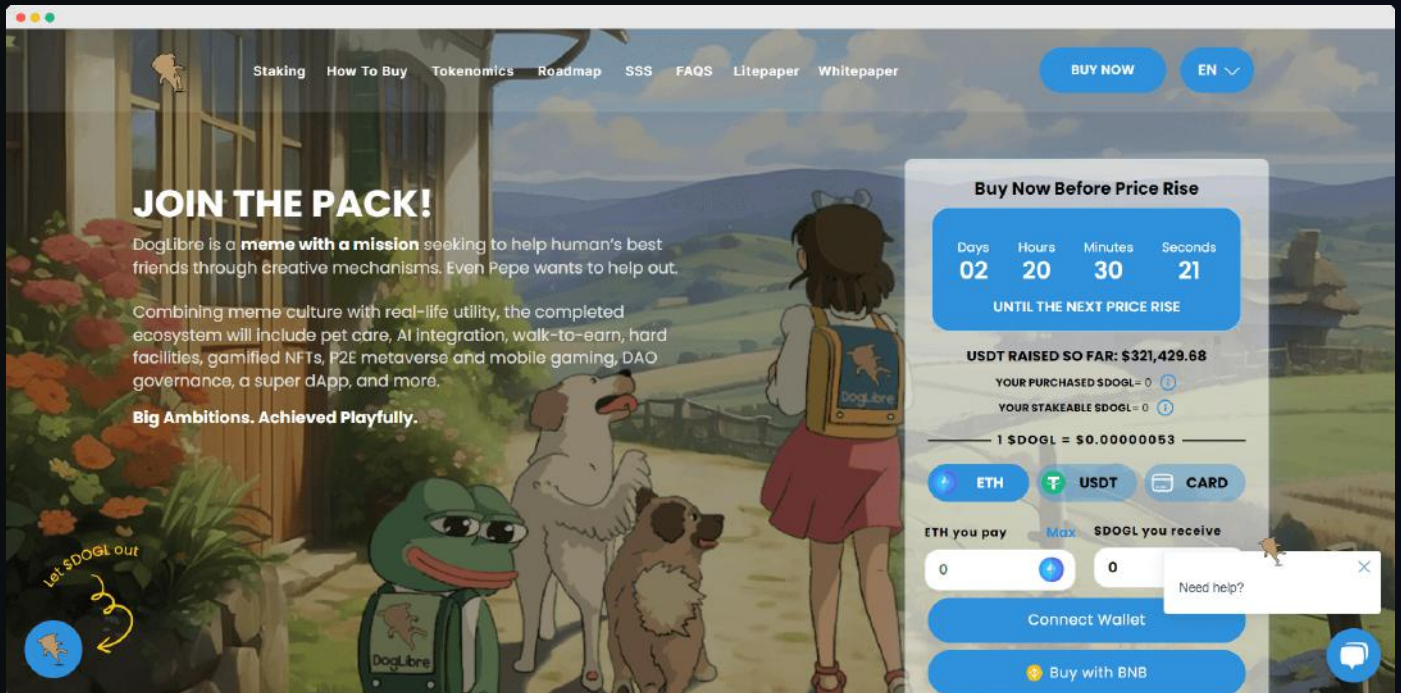 Staking How To Buy Tokenomics Roadmap SSS FAQS Litepaper Whitepaper
BUY NOW
EN
JOIN THE PACK!
DogLibre is a meme with a mission seeking to help human's best
friends through creative mechanisms. Even Pepe wants to help out.
Combining meme culture with real-life utility, the completed
ecosystem will include pet care, AI integration, walk-to-earn, hard
facilities, gamified NFTs, P2E metaverse and mobile gaming, DAO
governance, a super dApp, and more.
Big Ambitions. Achieved Playfully.
Let $DOGL out
DogLibre
DogLibre
Buy Now Before Price Rise
Days Hours Minutes Seconds
02 20 30 21
UNTIL THE NEXT PRICE RISE
USDT RAISED SO FAR: $321,429.68
YOUR PURCHASED $DOGL= 0
YOUR STAKEABLE $DOGL= 0
1 $DOGL = $0.00000053
ETH USDT CARD
ETH you pay Max $DOGL you receive
0 0
Need help?
Connect Wallet
Buy with BNB